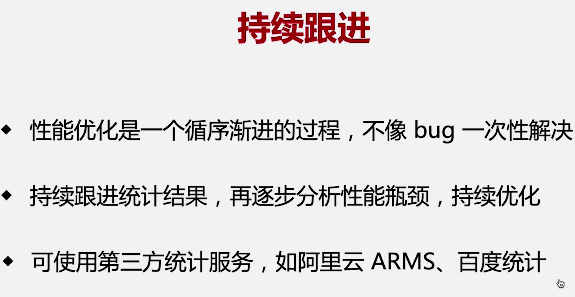 持续跟进
性能优化是一个循序渐进的过程，不像 bug 一次性解决
持续跟进统计结果，再逐步分析性能瓶颈，持续优化
可使用第三方统计服务，如阿里云 ARMS、百度统计